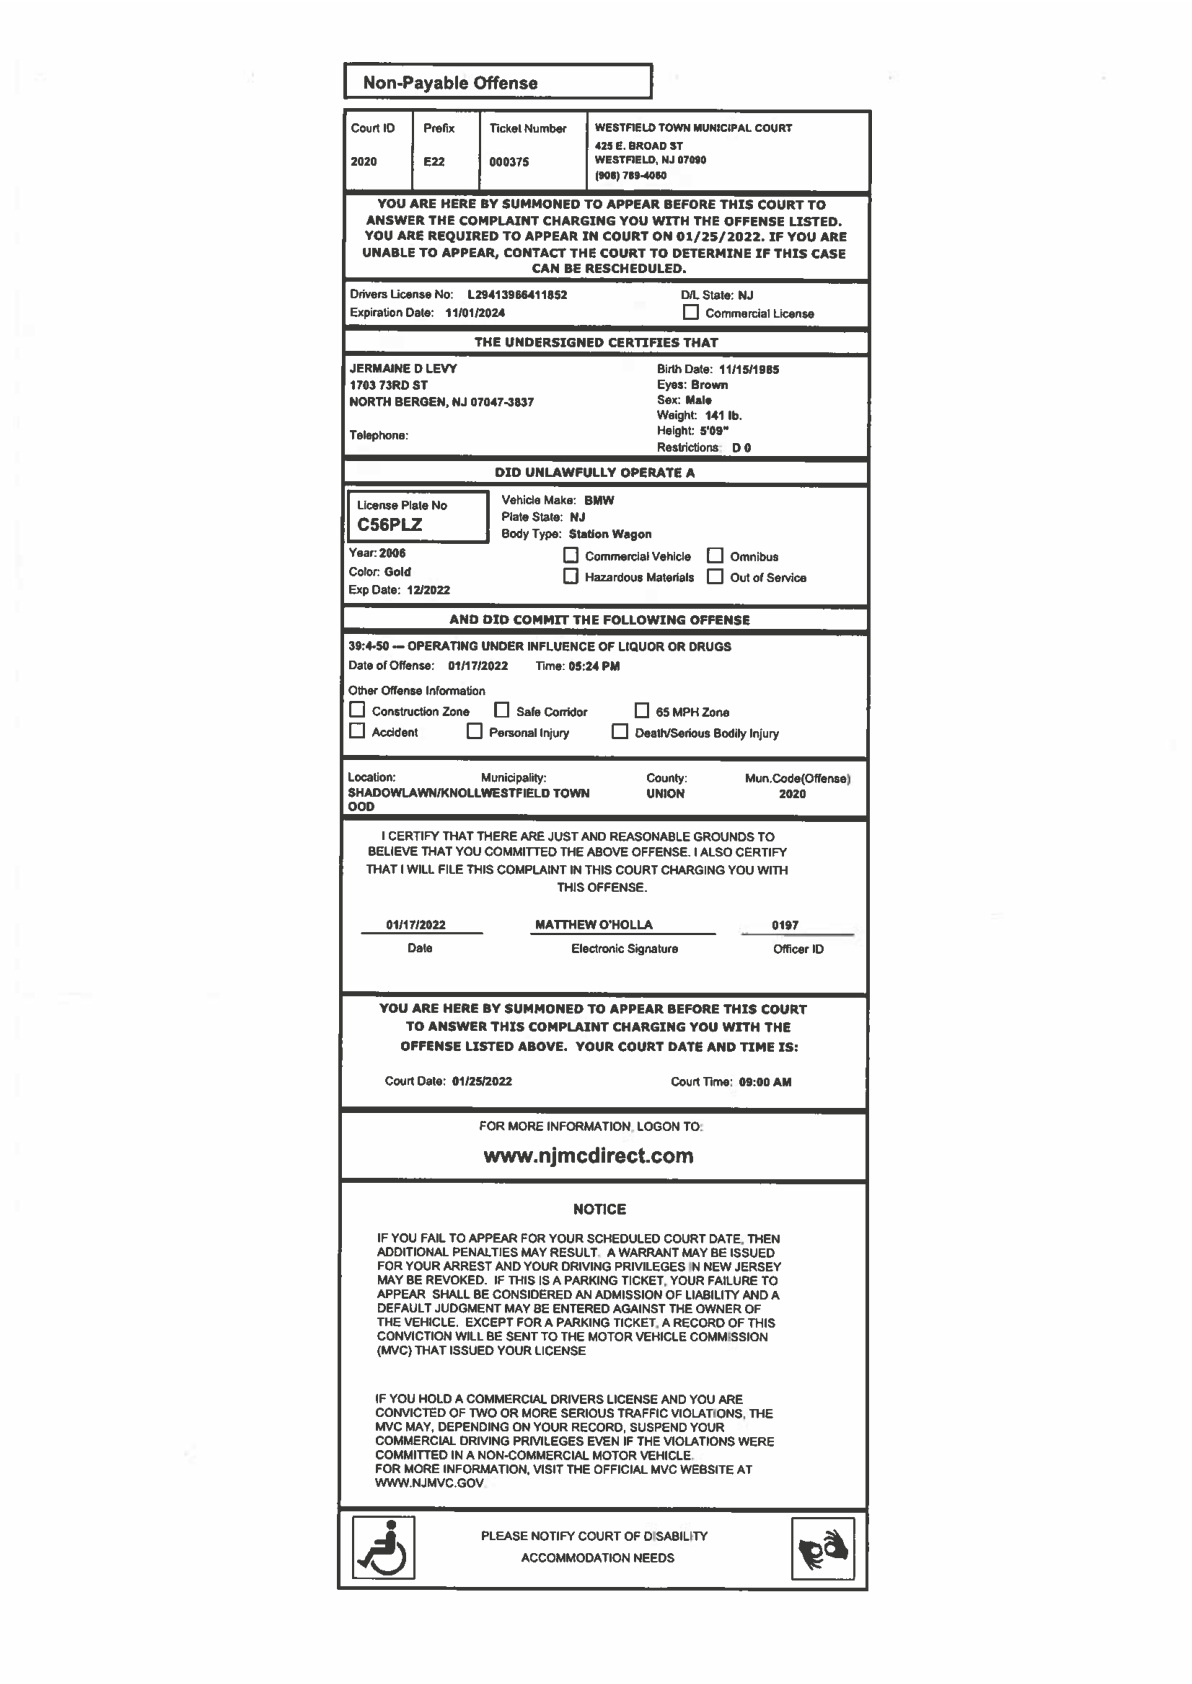 Non-Payable Offense
Court ID Prefix Ticket Number WESTFIELD TOWN MUNICIPAL COURT
425 E. BROAD ST
2020 E22 000375 WESTFIELD, NJ 07090
(908) 789-4060
YOU ARE HERE BY SUMMONED TO APPEAR BEFORE THIS COURT TO
ANSWER THE COMPLAINT CHARGING YOU WITH THE OFFENSE LISTED.
YOU ARE REQUIRED TO APPEAR IN COURT ON 01/25/2022. IF YOU ARE
UNABLE TO APPEAR, CONTACT THE COURT TO DETERMINE IF THIS CASE
CAN BE RESCHEDULED.
Drivers License No: L29413966411852 D/L State: NJ
Expiration Date: 11/01/2024 Commercial License
THE UNDERSIGNED CERTIFIES THAT
JERMAINE D LEVY Birth Date: 11/15/1985
1703 73RD ST Eyes: Brown
NORTH BERGEN, NJ 07047-3837 Sex: Male
Weight: 141 lb.
Telephone: Height: 5'09"
Restrictions: D 0
DID UNLAWFULLY OPERATE A
License Plate No Vehicle Make: BMW
C56PLZ Plate State: NJ
Body Type: Station Wagon
Year: 2006 Commercial Vehicle Omnibus
Color: Gold Hazardous Materials Out of Service
Exp Date: 12/2022
AND DID COMMIT THE FOLLOWING OFFENSE
39:4-50 — OPERATING UNDER INFLUENCE OF LIQUOR OR DRUGS
Date of Offense: 01/17/2022 Time: 05:24 PM
Other Offense Information
Construction Zone Safe Corridor 65 MPH Zone
Accident Personal Injury Death/Serious Bodily Injury
Location: Municipality: County: Mun.Code(Offense)
SHADOWLAWN/KNOLLWESTFIELD TOWN UNION 2020
OOD
I CERTIFY THAT THERE ARE JUST AND REASONABLE GROUNDS TO
BELIEVE THAT YOU COMMITTED THE ABOVE OFFENSE. I ALSO CERTIFY
THAT I WILL FILE THIS COMPLAINT IN THIS COURT CHARGING YOU WITH
THIS OFFENSE.
01/17/2022 MATTHEW O'HOLLA 0197
Date Electronic Signature Officer ID
YOU ARE HERE BY SUMMONED TO APPEAR BEFORE THIS COURT
TO ANSWER THIS COMPLAINT CHARGING YOU WITH THE
OFFENSE LISTED ABOVE. YOUR COURT DATE AND TIME IS:
Court Date: 01/25/2022 Court Time: 09:00 AM
FOR MORE INFORMATION, LOGON TO:
www.njmcdirect.com
NOTICE
IF YOU FAIL TO APPEAR FOR YOUR SCHEDULED COURT DATE, THEN
ADDITIONAL PENALTIES MAY RESULT. A WARRANT MAY BE ISSUED
FOR YOUR ARREST AND YOUR DRIVING PRIVILEGES IN NEW JERSEY
MAY BE REVOKED. IF THIS IS A PARKING TICKET, YOUR FAILURE TO
APPEAR SHALL BE CONSIDERED AN ADMISSION OF LIABILITY AND A
DEFAULT JUDGMENT MAY BE ENTERED AGAINST THE OWNER OF
THE VEHICLE. EXCEPT FOR A PARKING TICKET, A RECORD OF THIS
CONVICTION WILL BE SENT TO THE MOTOR VEHICLE COMMISSION
(MVC) THAT ISSUED YOUR LICENSE
IF YOU HOLD A COMMERCIAL DRIVERS LICENSE AND YOU ARE
CONVICTED OF TWO OR MORE SERIOUS TRAFFIC VIOLATIONS, THE
MVC MAY, DEPENDING ON YOUR RECORD, SUSPEND YOUR
COMMERCIAL DRIVING PRIVILEGES EVEN IF THE VIOLATIONS WERE
COMMITTED IN A NON-COMMERCIAL MOTOR VEHICLE.
FOR MORE INFORMATION, VISIT THE OFFICIAL MVC WEBSITE AT
WWW.NJMVC.GOV
PLEASE NOTIFY COURT OF DISABILITY
ACCOMMODATION NEEDS